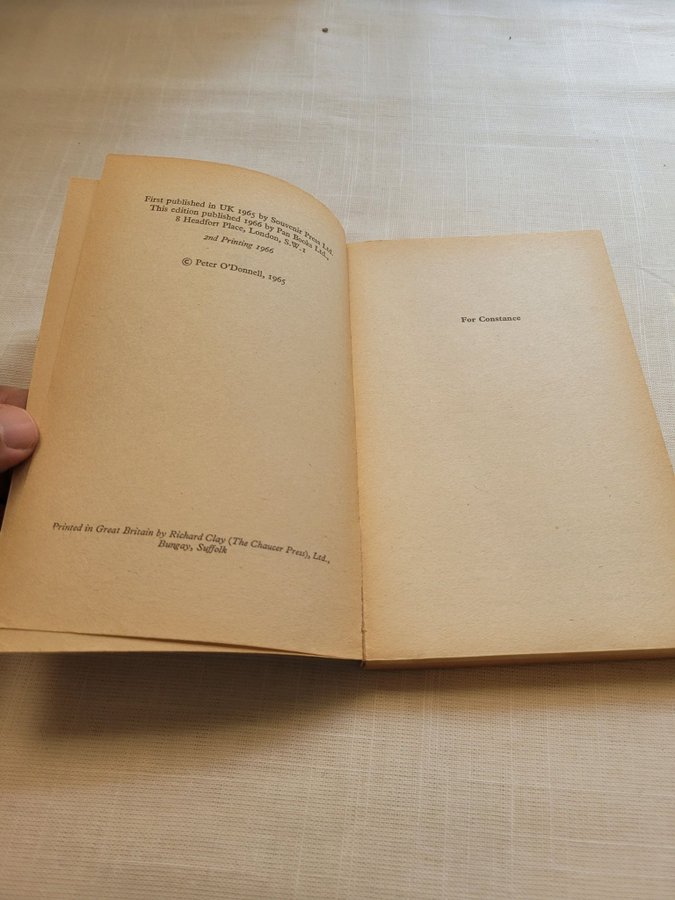 First published in UK 1965 by Souvenir Press Ltd.
This edition published 1966 by Pan Books Ltd.,
8 Headfort Place, London, S.W.1
2nd Printing 1966
© Peter O'Donnell, 1965
Printed in Great Britain by Richard Clay (The Chaucer Press), Ltd.,
Bungay, Suffolk
For Constance